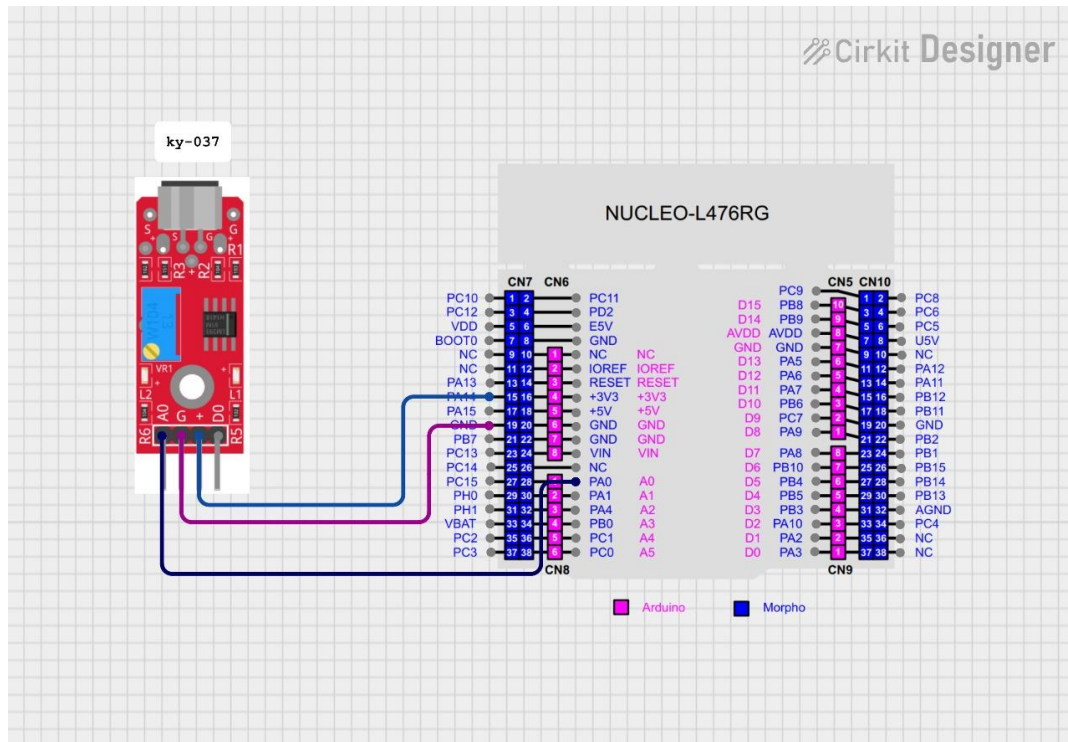 Cirkit Designer
ky-037
NUCLEO-L476RG
S G
S G
R3 R2 R1
W104
VR1
L2 L1
R6 A0 G + D0 R5
CN7 CN6
PC10 1 2 PC11
PC12 3 4 PD2
VDD 5 6 E5V
BOOT0 7 8 GND
NC 9 10 1 NC NC
NC 11 12 2 IOREF IOREF
PA13 13 14 3 RESET RESET
PA14 15 16 4 +3V3 +3V3
PA15 17 18 5 +5V +5V
GND 19 20 6 GND GND
PB7 21 22 7 GND GND
PC13 23 24 8 VIN VIN
PC14 25 26 NC
PC15 27 28 1 PA0 A0
PH0 29 30 2 PA1 A1
PH1 31 32 3 PA4 A2
VBAT 33 34 4 PB0 A3
PC2 35 36 5 PC1 A4
PC3 37 38 6 PC0 A5
CN8
CN5 CN10
PC9 1 2 PC8
D15 PB8 10 3 4 PC6
D14 PB9 9 5 6 PC5
AVDD AVDD 8 7 8 U5V
GND GND 7 9 10 NC
D13 PA5 6 11 12 PA12
D12 PA6 5 13 14 PA11
D11 PA7 4 15 16 PB12
D10 PB6 3 17 18 PB11
D9 PC7 2 19 20 GND
D8 PA9 1 21 22 PB2
D7 PA8 8 23 24 PB1
D6 PB10 7 25 26 PB15
D5 PB4 6 27 28 PB14
D4 PB5 5 29 30 PB13
D3 PB3 4 31 32 AGND
D2 PA10 3 33 34 PC4
D1 PA2 2 35 36 NC
D0 PA3 1 37 38 NC
CN9
Arduino Morpho